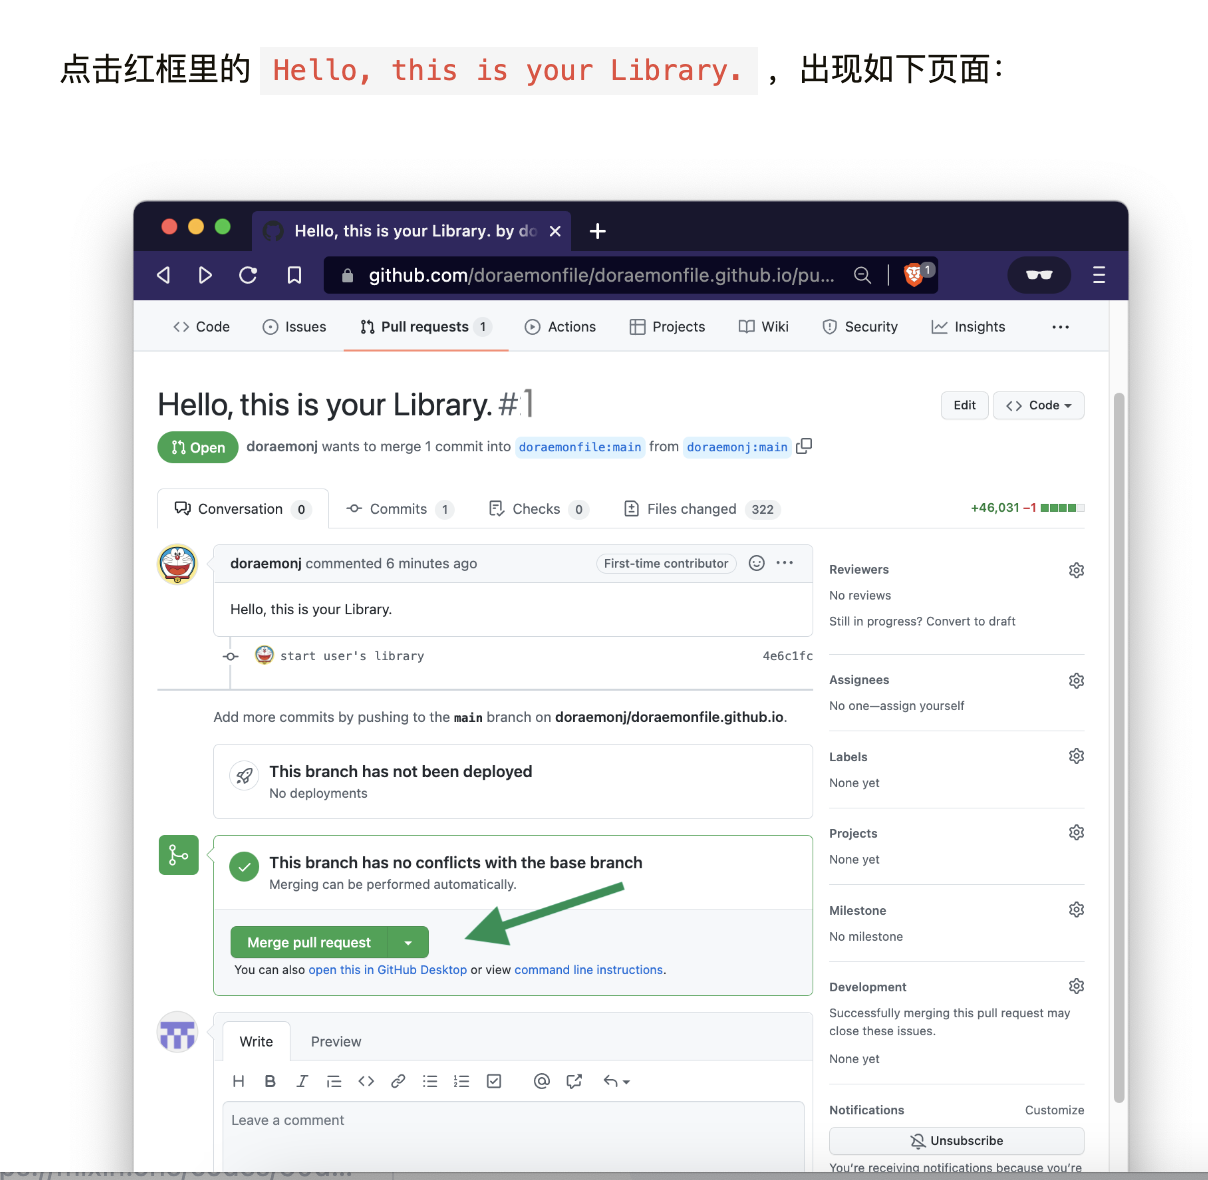 点击红框里的 Hello, this is your Library. ，出现如下页面：
Hello, this is your Library. by do
github.com/doraemonfile/doraemonfile.github.io/pu...
1
Code
Issues
Pull requests 1
Actions
Projects
Wiki
Security
Insights
Hello, this is your Library. #1
Edit
Code
Open
doraemonj wants to merge 1 commit into doraemonfile:main from doraemonj:main
Conversation 0
Commits 1
Checks 0
Files changed 322
+46,031 −1
doraemonj commented 6 minutes ago
First-time contributor
Hello, this is your Library.
start user's library
4e6c1fc
Add more commits by pushing to the main branch on doraemonj/doraemonfile.github.io.
This branch has not been deployed
No deployments
This branch has no conflicts with the base branch
Merging can be performed automatically.
Merge pull request
You can also open this in GitHub Desktop or view command line instructions.
Write
Preview
Leave a comment
Reviewers
No reviews
Still in progress? Convert to draft
Assignees
No one—assign yourself
Labels
None yet
Projects
None yet
Milestone
No milestone
Development
Successfully merging this pull request may
close these issues.
None yet
Notifications
Customize
Unsubscribe
You're receiving notifications because you're